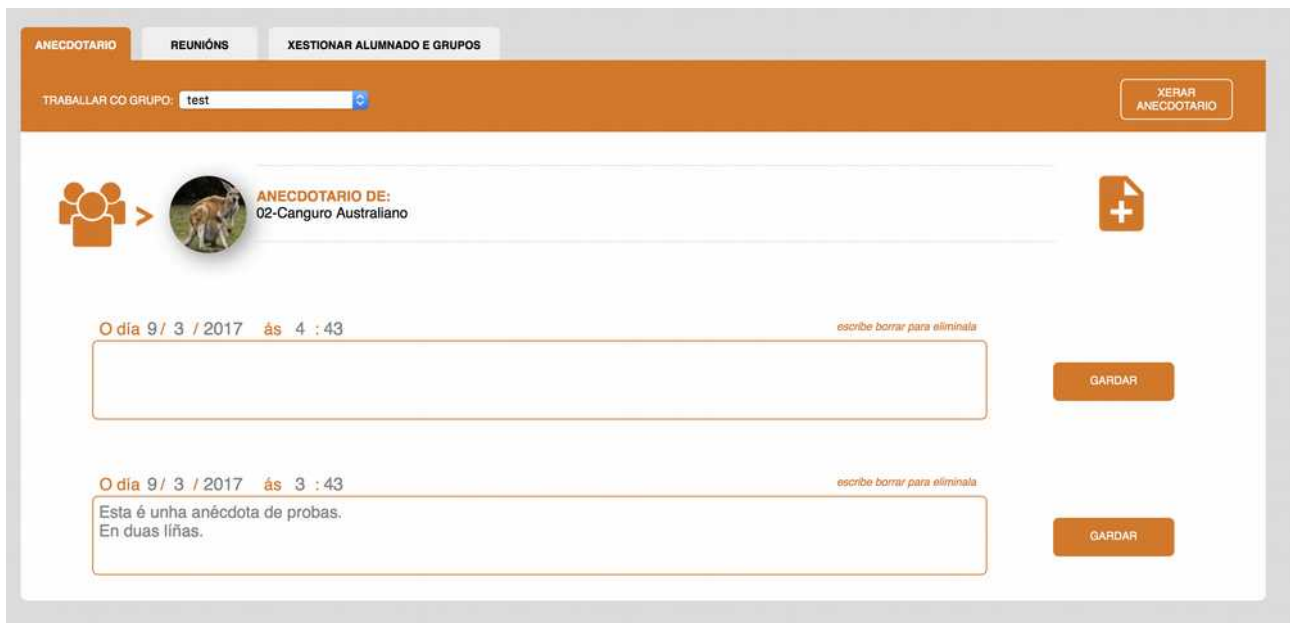 ANECDOTARIO
REUNIÓNS
XESTIONAR ALUMNADO E GRUPOS
TRABALLAR CO GRUPO: test
XERAR
ANECDOTARIO
ANECDOTARIO DE:
02-Canguro Australiano
O día 9 / 3 / 2017 ás 4 : 43
escribe borrar para eliminala
GARDAR
O día 9 / 3 / 2017 ás 3 : 43
escribe borrar para eliminala
Esta é unha anécdota de probas.
En duas líñas.
GARDAR